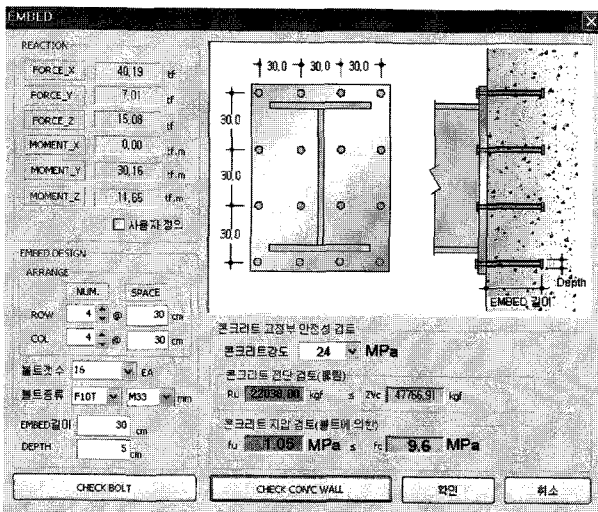 EMBED
REACTION
FORCE_X 40,19 tf
FORCE_Y 7,01 tf
FORCE_Z 15,08 tf
MOMENT_X 0,00 tf,m
MOMENT_Y 30,16 tf,m
MOMENT_Z 11,65 tf,m
사용자 정의
EMBED DESIGN
ARRANGE
NUM, SPACE
ROW 4 @ 30 cm
COL 4 @ 30 cm
볼트갯수 16 EA
볼트종류 F10T M33 mm
EMBED길이 30 cm
DEPTH 5 cm
CHECK BOLT
30,0 30,0 30,0
30,0
30,0
30,0
Depth
EMBED 길이
콘크리트 고정부 안전성 검토
콘크리트강도 24 MPa
콘크리트 전단 검토(뽑힘)
Ru 22038,00 kgf ≤ 47766,91 kgf
콘크리트 지압 검토(볼트에 의한)
fu 1.05 MPa ≤ fc 9.6 MPa
CHECK CON'C WALL
확인
취소